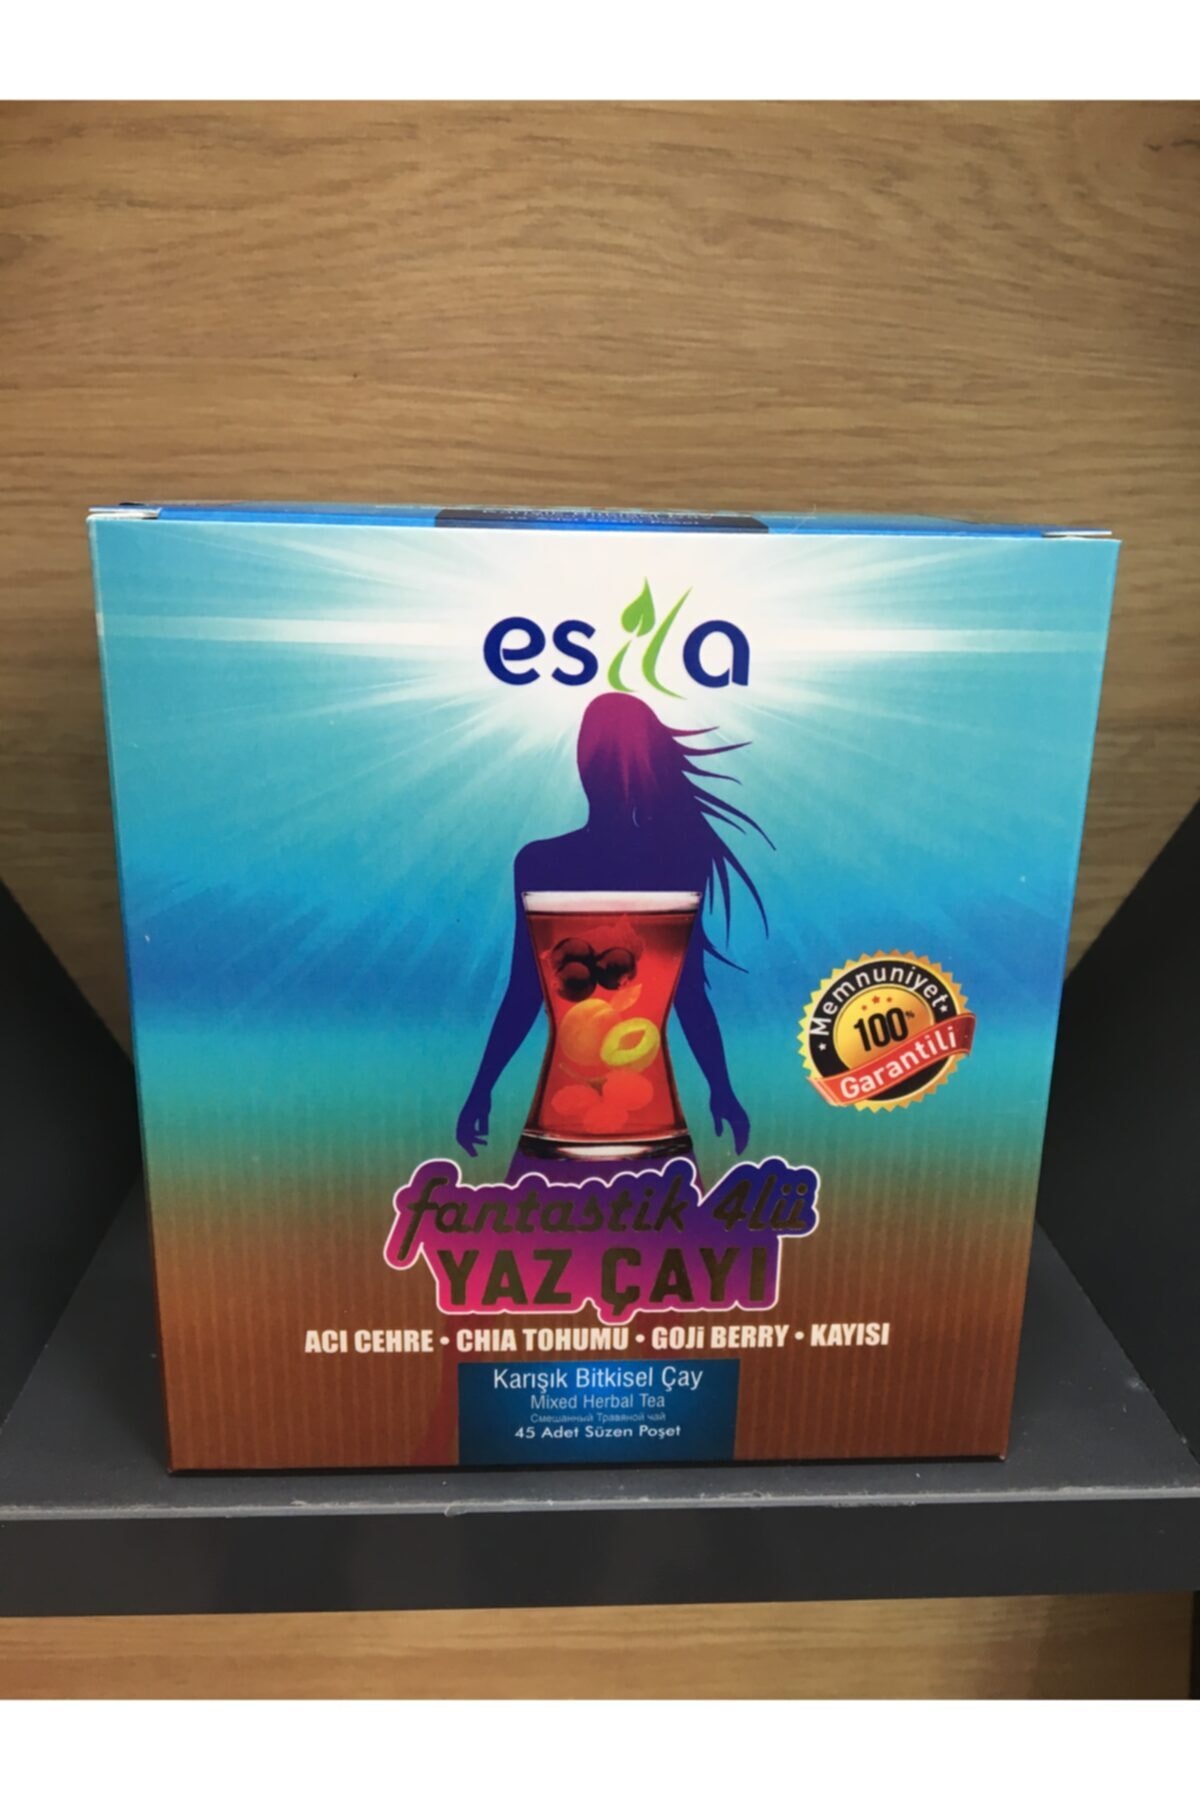 esila
Memnuniyet
100%
Garantili
fantastik 4lü
YAZ ÇAYI
ACI CEHRE • CHIA TOHUMU • GOJi BERRY • KAYISI
Karışık Bitkisel Çay
Mixed Herbal Tea
Смешанный Травяной чай
45 Adet Süzen Poşet